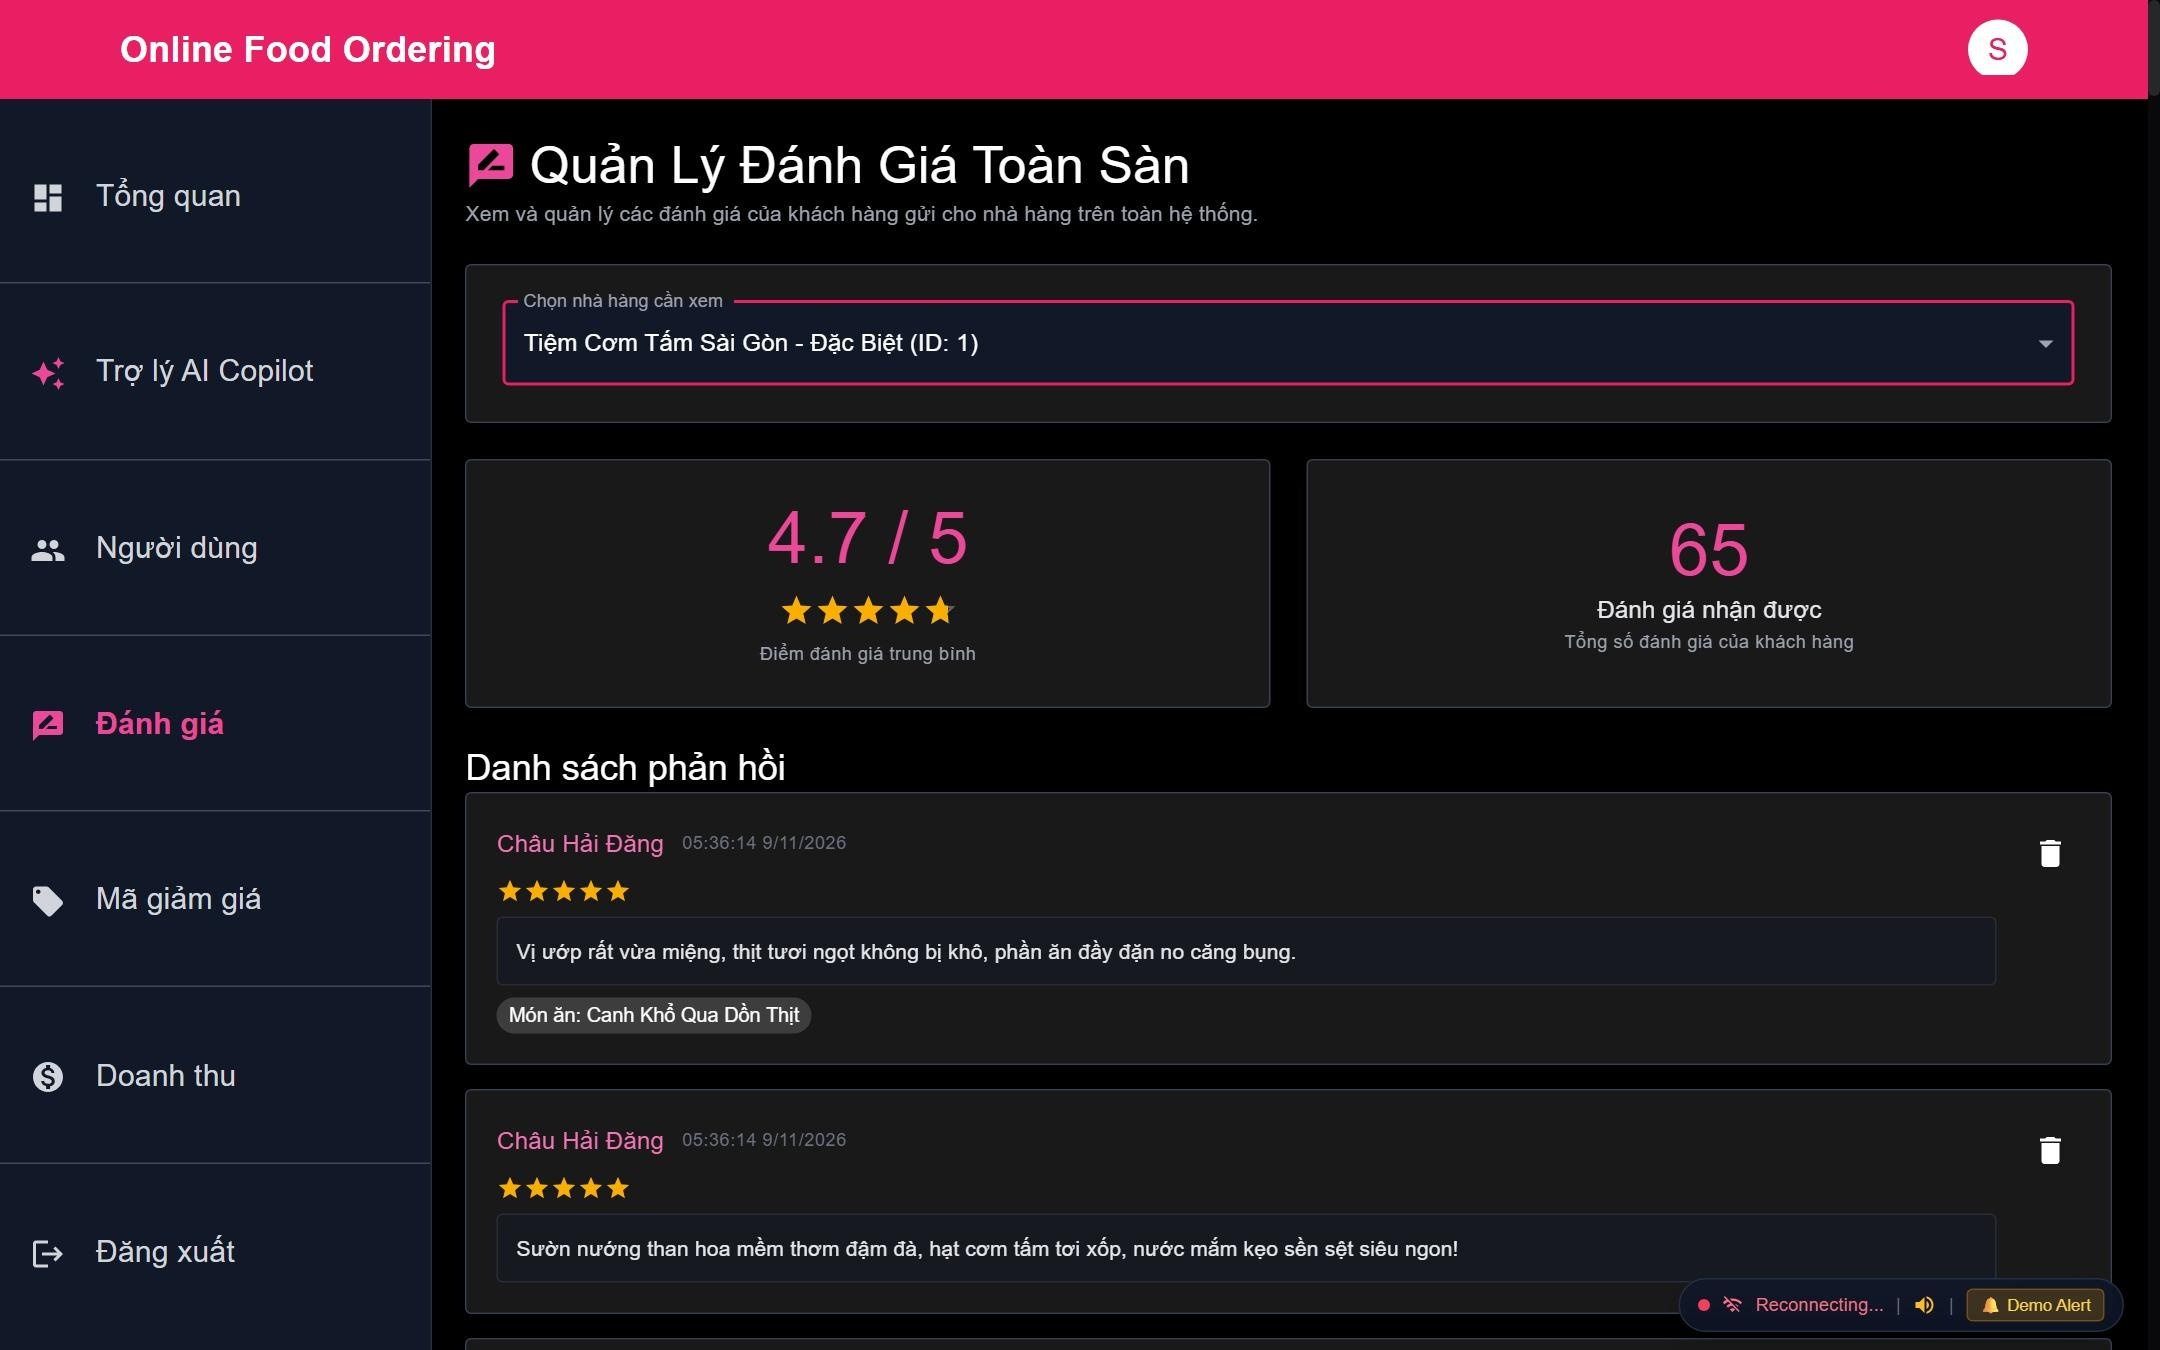 Online Food Ordering
S
Tổng quan
Trợ lý AI Copilot
Người dùng
Đánh giá
Mã giảm giá
Doanh thu
Đăng xuất
Quản Lý Đánh Giá Toàn Sàn
Xem và quản lý các đánh giá của khách hàng gửi cho nhà hàng trên toàn hệ thống.
Chọn nhà hàng cần xem
Tiệm Cơm Tấm Sài Gòn - Đặc Biệt (ID: 1)
4.7 / 5
Điểm đánh giá trung bình
65
Đánh giá nhận được
Tổng số đánh giá của khách hàng
Danh sách phản hồi
Châu Hải Đăng 05:36:14 9/11/2026
Vị ướp rất vừa miệng, thịt tươi ngọt không bị khô, phần ăn đầy đặn no căng bụng.
Món ăn: Canh Khổ Qua Dồn Thịt
Châu Hải Đăng 05:36:14 9/11/2026
Sườn nướng than hoa mềm thơm đậm đà, hạt cơm tấm tơi xốp, nước mắm kẹo sền sệt siêu ngon!
Reconnecting... | | Demo Alert